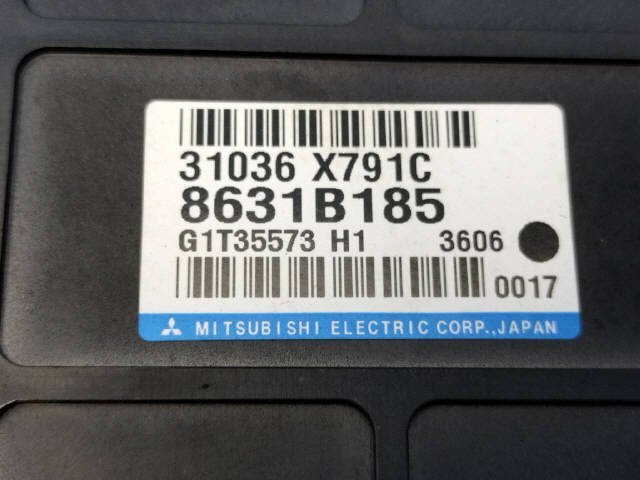 31036 X791C
8631B185
G1T35573 H1 3606
0017
MITSUBISHI ELECTRIC CORP.,JAPAN